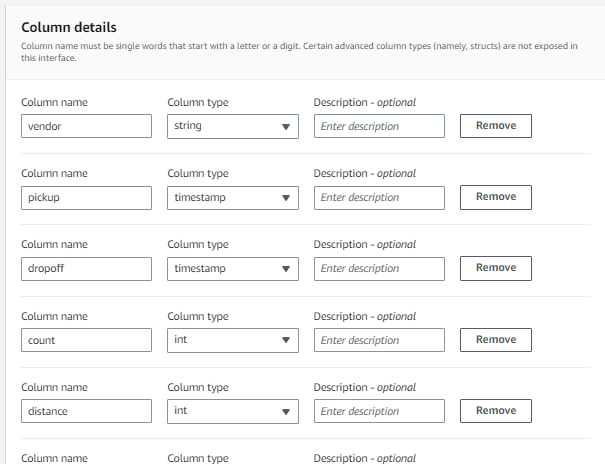 Column details
Column name must be single words that start with a letter or a digit. Certain advanced column types (namely, structs) are not exposed in
this interface.
Column name Column type Description - optional
vendor string Enter description Remove
Column name Column type Description - optional
pickup timestamp Enter description Remove
Column name Column type Description - optional
dropoff timestamp Enter description Remove
Column name Column type Description - optional
count int Enter description Remove
Column name Column type Description - optional
distance int Enter description Remove
Column name Column type Description - optional